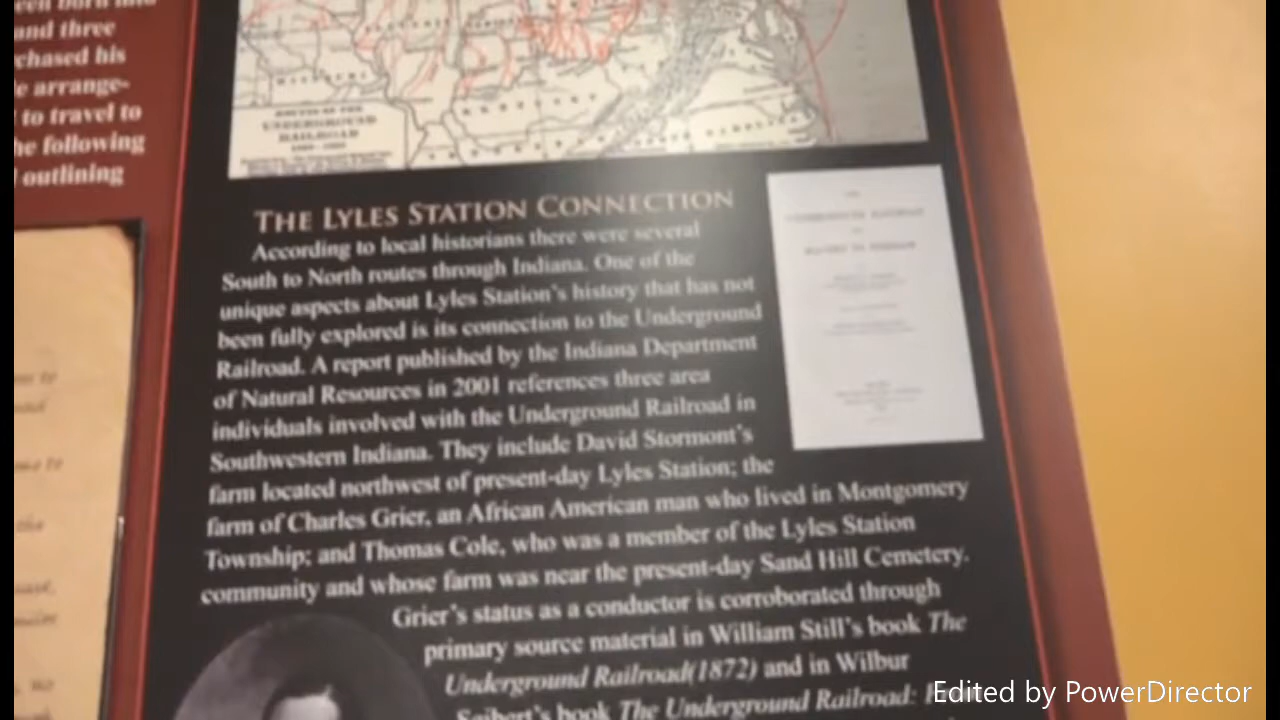 een born into
and three
chased his
e arrange-
to travel to
he following
outlining
UNDERGROUND
RAILROAD
THE LYLES STATION CONNECTION
According to local historians there were several
South to North routes through Indiana. One of the
unique aspects about Lyles Station's history that has not
been fully explored is its connection to the Underground
Railroad. A report published by the Indiana Department
of Natural Resources in 2001 references three area
individuals involved with the Underground Railroad in
Southwestern Indiana. They include David Stormont's
farm located northwest of present-day Lyles Station; the
farm of Charles Grier, an African American man who lived in Montgomery
Township; and Thomas Cole, who was a member of the Lyles Station
community and whose farm was near the present-day Sand Hill Cemetery.
Grier's status as a conductor is corroborated through
primary source material in William Still's book The
Underground Railroad(1872) and in Wilbur
Seibert's book The Underground Railroad:
Edited by PowerDirector